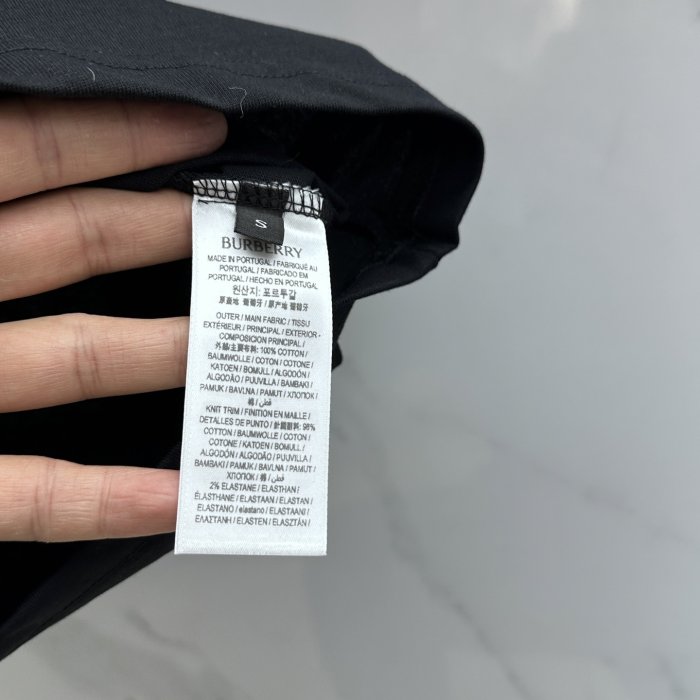 S
BURBERRY
MADE IN PORTUGAL / FABRIQUÉ AU
PORTUGAL / FABRICADO EM
PORTUGAL / HECHO EN PORTUGAL
원산지: 포르투갈
原產地 葡萄牙 / 原产地 葡萄牙
OUTER / MAIN FABRIC / TISSU
EXTÉRIEUR / PRINCIPAL / EXTERIOR -
COMPOSICIÓN PRINCIPAL /
外層/主要布料: 100% COTTON /
BAUMWOLLE / COTON / COTONE /
KATOEN / BOMULL / ALGODÓN /
ALGODÃO / PUUVILLA / BAMBAKI /
PAMUK / BAVLNA / PAMUT / ХЛОПОК /
棉 / قطن /
KNIT TRIM / FINITION EN MAILLE /
DETALLES DE PUNTO / 針織飾料: 98%
COTTON / BAUMWOLLE / COTON /
COTONE / KATOEN / BOMULL /
ALGODÓN / ALGODÃO / PUUVILLA /
BAMBAKI / PAMUK / BAVLNA / PAMUT /
ХЛОПОК / 棉 / قطن /
2% ELASTANE / ELASTHAN /
ÉLASTHANNE / ELASTAAN / ELASTAN /
ELASTANO / elastano / ELASTAANI /
ΕΛΑΣΤΑΝΗ / ELASTEN / ELASZTÁN /